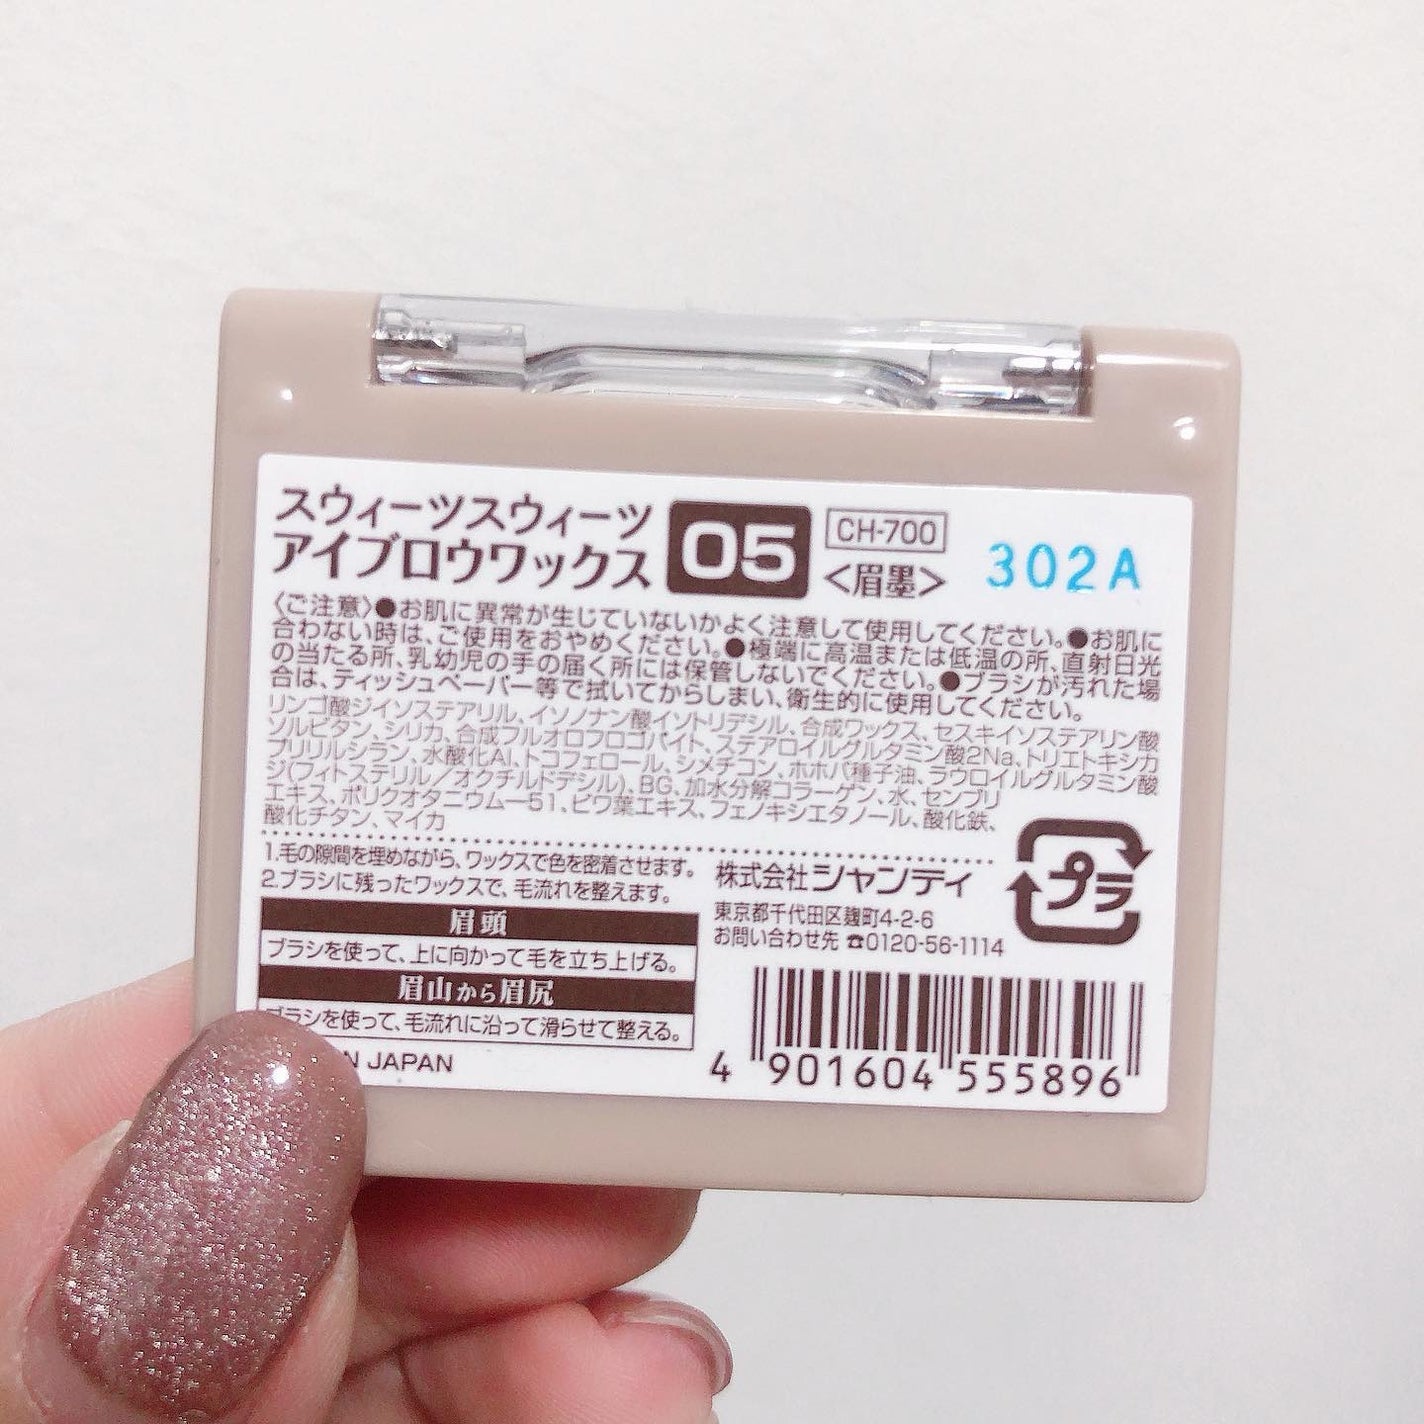 スウィーツスウィーツ
アイブロウワックス
05
CH-700
<眉墨>
302A
〈ご注意〉●お肌に異常が生じていないかよく注意して使用してください。●お肌に
合わない時は、ご使用をおやめください。●極端に高温または低温の所、直射日光
の当たる所、乳幼児の手の届く所には保管しないでください。●ブラシが汚れた場
合は、ティッシュペーパー等で拭いてからしまい、衛生的に使用してください。
リンゴ酸ジイソステアリル、イソノナン酸イソトリデシル、合成ワックス、セスキイソステアリン酸
ソルビタン、シリカ、合成フルオロフロゴパイト、ステアロイルグルタミン酸2Na、トリエトキシカ
プリリルシラン、水酸化Al、トコフェロール、シメチコン、ホホバ種子油、ラウロイルグルタミン酸
ジ(フィトステリル/オクチルドデシル)、BG、加水分解コラーゲン、水、センブリ
エキス、ポリクオタニウム-51、ビワ葉エキス、フェノキシエタノール、酸化鉄、
酸化チタン、マイカ
1.毛の隙間を埋めながら、ワックスで色を密着させます。
2.ブラシに残ったワックスで、毛流れを整えます。
眉頭
ブラシを使って、上に向かって毛を立ち上げる。
眉山から眉尻
ブラシを使って、毛流れに沿って滑らせて整える。
N JAPAN
株式会社シャンティ
東京都千代田区麹町4-2-6
お問い合わせ先 ☎0120-56-1114
プラ
4 901604 555896